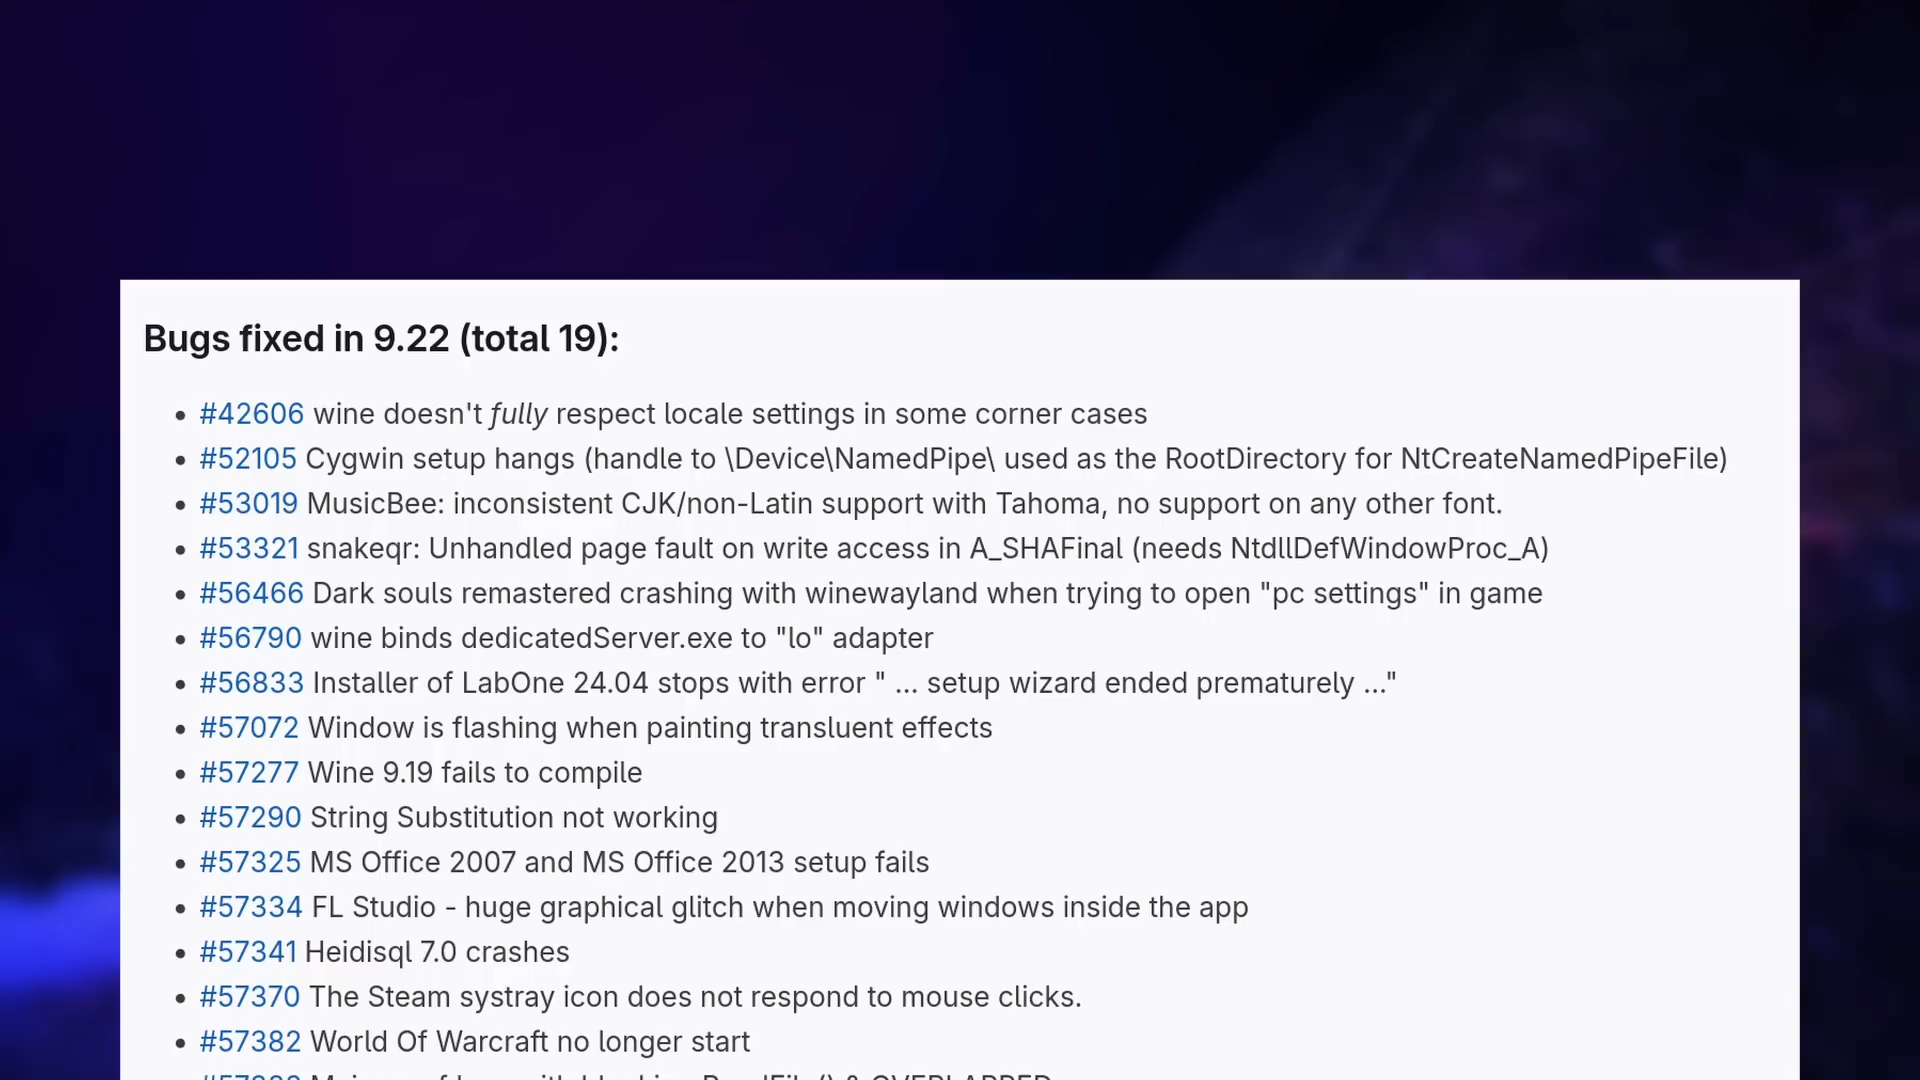 Bugs fixed in 9.22 (total 19):
#42606 wine doesn't fully respect locale settings in some corner cases
#52105 Cygwin setup hangs (handle to \Device\NamedPipe\ used as the RootDirectory for NtCreateNamedPipeFile)
#53019 MusicBee: inconsistent CJK/non-Latin support with Tahoma, no support on any other font.
#53321 snakeqr: Unhandled page fault on write access in A_SHAFinal (needs NtdllDefWindowProc_A)
#56466 Dark souls remastered crashing with winewayland when trying to open "pc settings" in game
#56790 wine binds dedicatedServer.exe to "lo" adapter
#56833 Installer of LabOne 24.04 stops with error " ... setup wizard ended prematurely ..."
#57072 Window is flashing when painting transluent effects
#57277 Wine 9.19 fails to compile
#57290 String Substitution not working
#57325 MS Office 2007 and MS Office 2013 setup fails
#57334 FL Studio - huge graphical glitch when moving windows inside the app
#57341 Heidisql 7.0 crashes
#57370 The Steam systray icon does not respond to mouse clicks.
#57382 World Of Warcraft no longer start